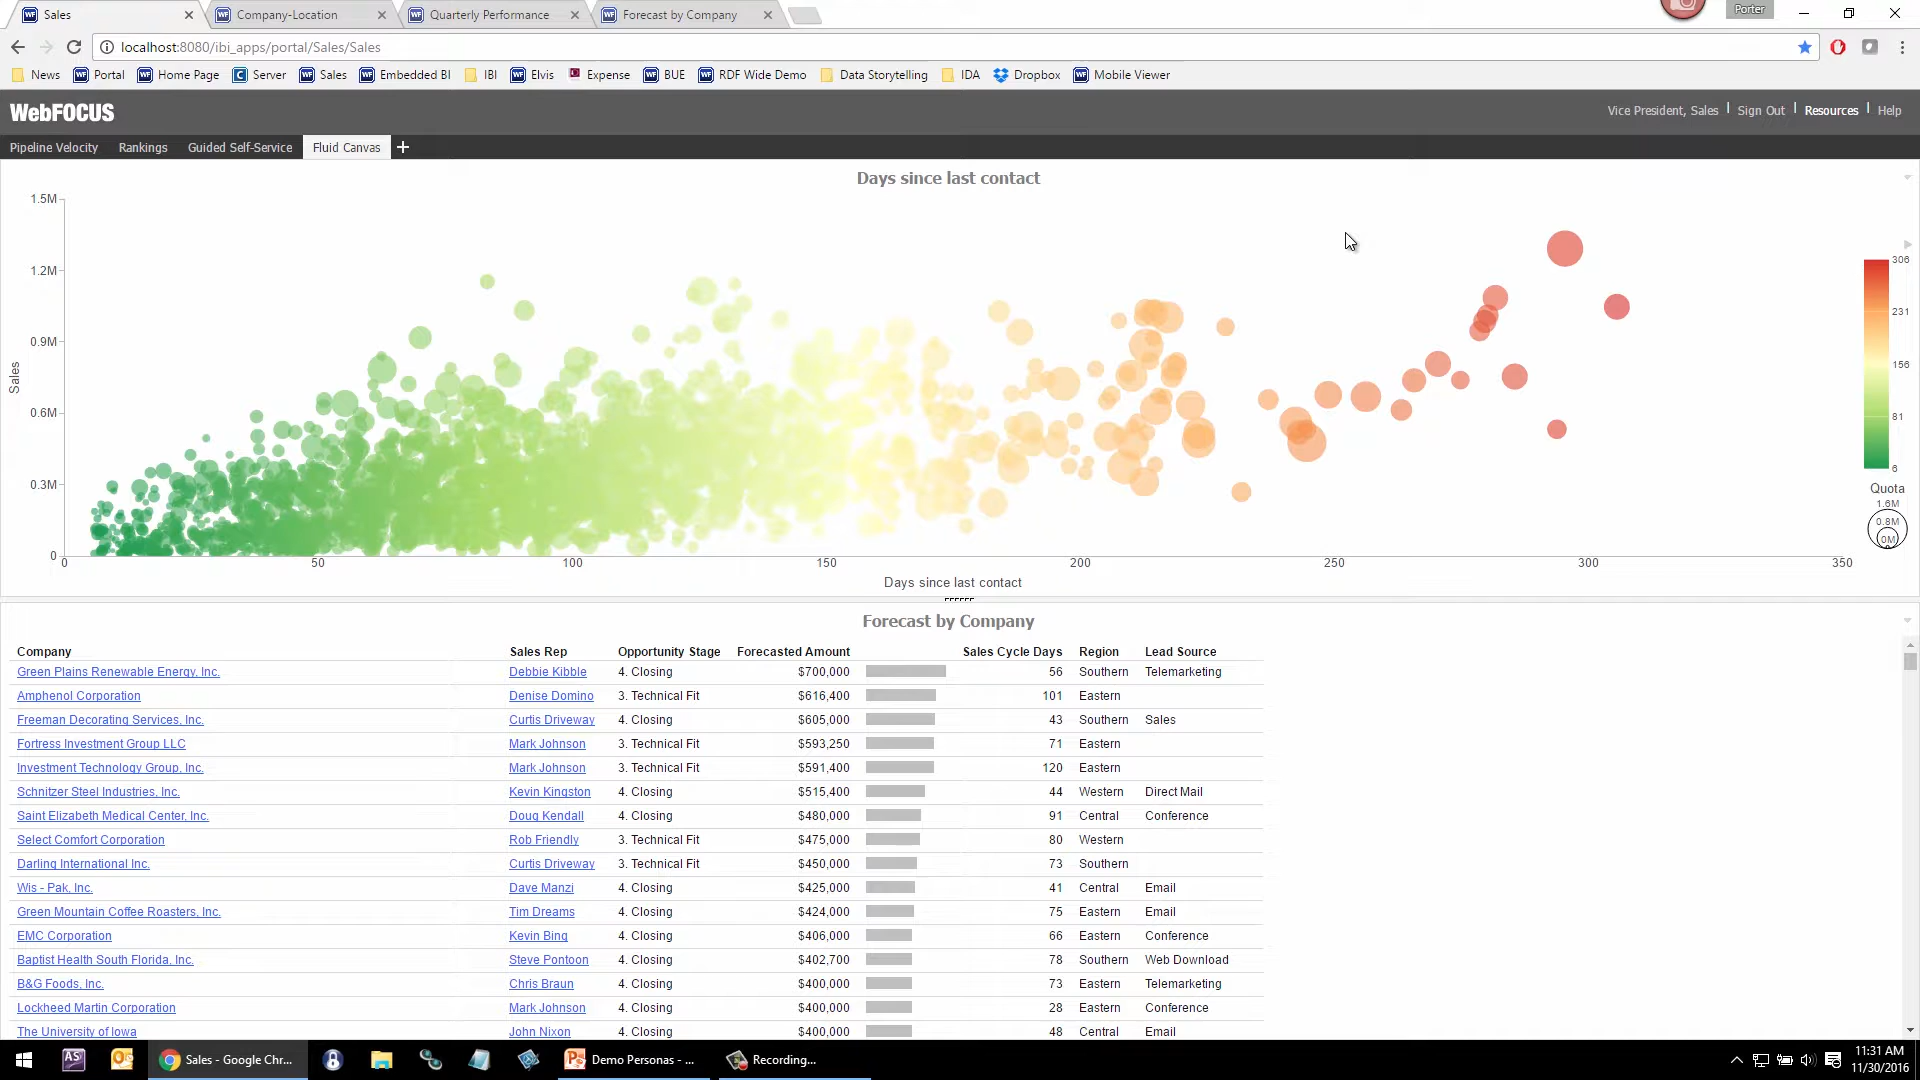 Sales
Company-Location
Quarterly Performance
Forecast by Company
Porter
localhost:8080/ibi_apps/portal/Sales/Sales
News Portal Home Page Server Sales Embedded BI IBI Elvis Expense BUE RDF Wide Demo Data Storytelling IDA Dropbox Mobile Viewer
WebFOCUS
Vice President, Sales | Sign Out | Resources | Help
Pipeline Velocity Rankings Guided Self-Service Fluid Canvas +
Days since last contact
1.5M
1.2M
0.9M
0.6M
0.3M
0
Sales
0 50 100 150 200 250 300 350
Days since last contact
306
231
156
81
6
Quota
1.6M
0.8M
0M
Forecast by Company
Company Sales Rep Opportunity Stage Forecasted Amount Sales Cycle Days Region Lead Source
Green Plains Renewable Energy, Inc. Debbie Kibble 4. Closing $700,000 56 Southern Telemarketing
Amphenol Corporation Denise Domino 3. Technical Fit $616,400 101 Eastern
Freeman Decorating Services, Inc. Curtis Driveway 4. Closing $605,000 43 Southern Sales
Fortress Investment Group LLC Mark Johnson 3. Technical Fit $593,250 71 Eastern
Investment Technology Group, Inc. Mark Johnson 3. Technical Fit $591,400 120 Eastern
Schnitzer Steel Industries, Inc. Kevin Kingston 4. Closing $515,400 44 Western Direct Mail
Saint Elizabeth Medical Center, Inc. Doug Kendall 4. Closing $480,000 91 Central Conference
Select Comfort Corporation Rob Friendly 3. Technical Fit $475,000 80 Western
Darling International Inc. Curtis Driveway 3. Technical Fit $450,000 73 Southern
Wis - Pak, Inc. Dave Manzi 4. Closing $425,000 41 Central Email
Green Mountain Coffee Roasters, Inc. Tim Dreams 4. Closing $424,000 75 Eastern Email
EMC Corporation Kevin Bing 4. Closing $406,000 66 Eastern Conference
Baptist Health South Florida, Inc. Steve Pontoon 4. Closing $402,700 78 Southern Web Download
B&G Foods, Inc. Chris Braun 4. Closing $400,000 73 Eastern Telemarketing
Lockheed Martin Corporation Mark Johnson 4. Closing $400,000 28 Eastern Conference
The University of Iowa John Nixon 4. Closing $400,000 48 Central Email
Sales - Google Chr... Demo Personas - ... Recording...
11:31 AM
11/30/2016